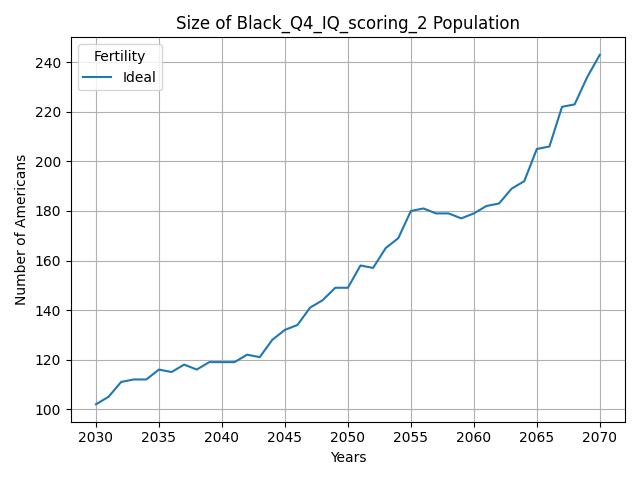 Size of Black_Q4_IQ_scoring_2 Population
Fertility
Ideal
Number of Americans
240
220
200
180
160
140
120
100
2030 2035 2040 2045 2050 2055 2060 2065 2070
Years